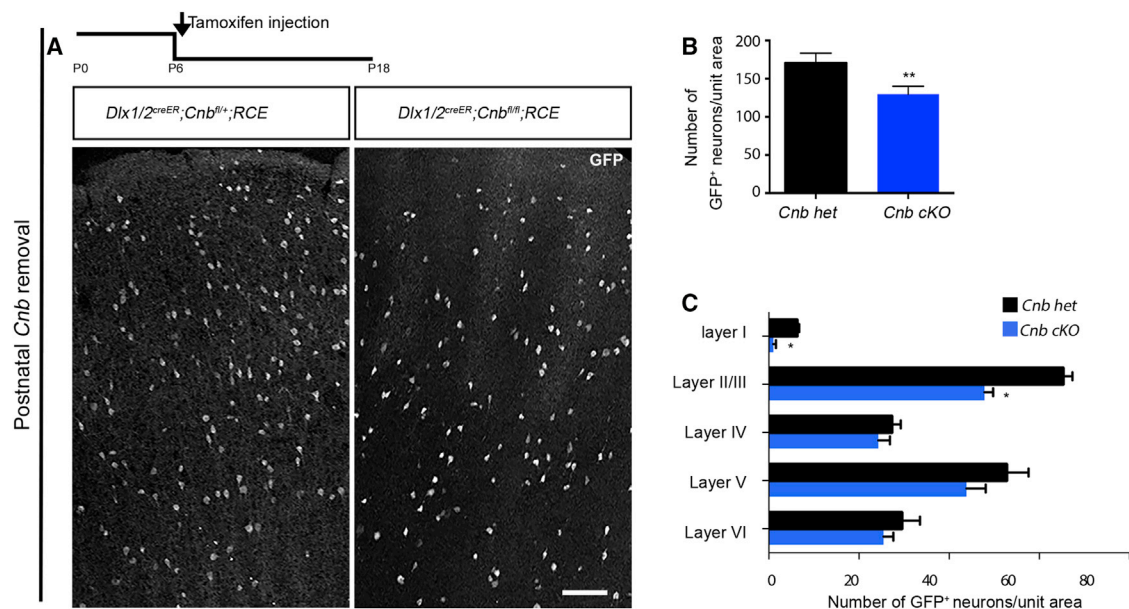 A
Tamoxifen injection
P0 P6 P18
Dlx1/2creER;Cnbfl/+;RCE
Dlx1/2creER;Cnbfl/fl;RCE
GFP
Postnatal Cnb removal
B
Number of
GFP+ neurons/unit area
200
150
100
50
0
**
Cnb het
Cnb cKO
C
Cnb het
Cnb cKO
layer I
*
Layer II/III
*
Layer IV
Layer V
Layer VI
0 20 40 60 80
Number of GFP+ neurons/unit area